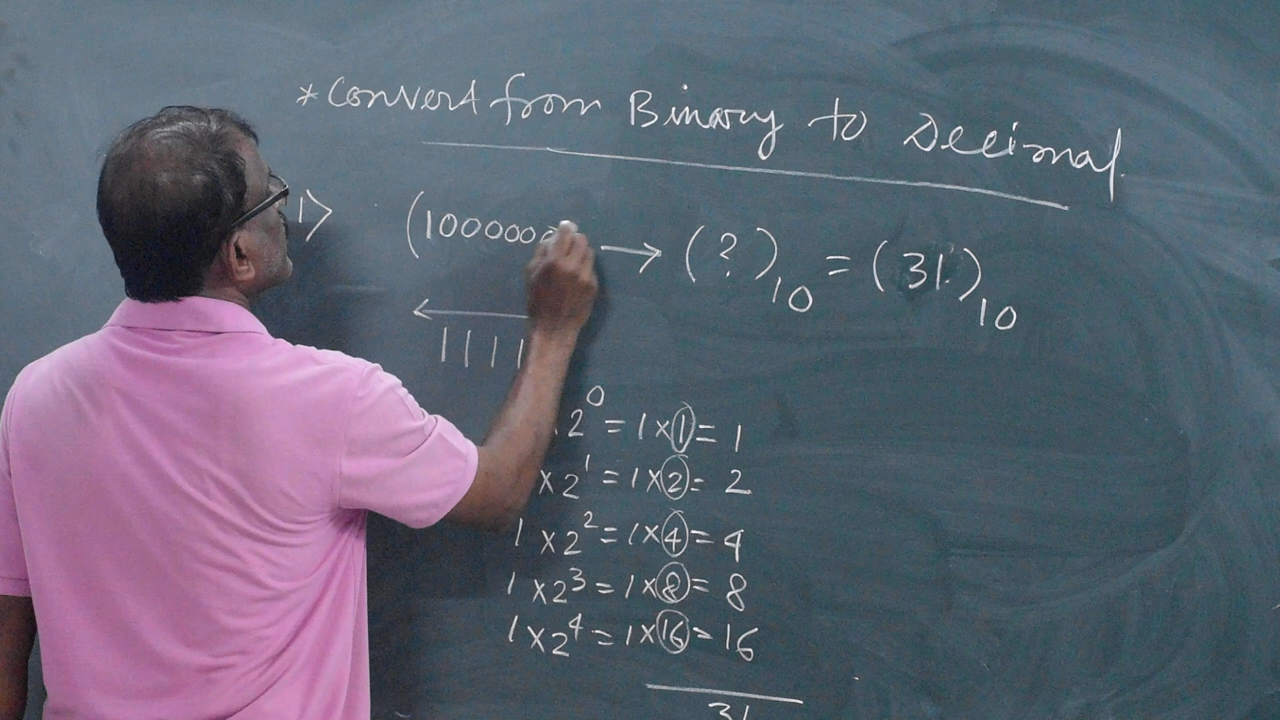 *Convert from Binary to Decimal
1> (1000000 → (?)10 = (31)10
← 1111
2^0 = 1×1 = 1
×2^1 = 1×2 = 2
1×2^2 = 1×4 = 4
1×2^3 = 1×8 = 8
1×2^4 = 1×16 = 16
31